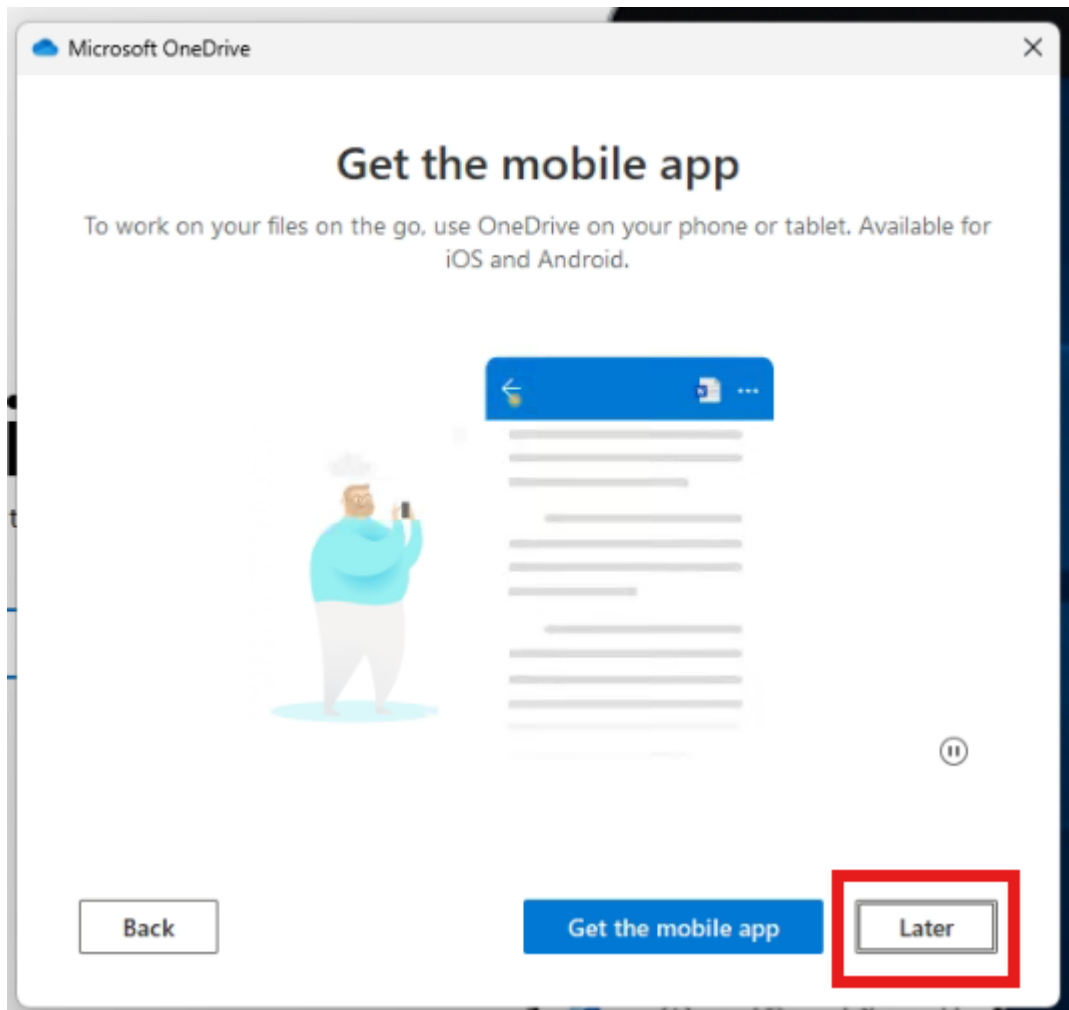 Microsoft OneDrive
Get the mobile app
To work on your files on the go, use OneDrive on your phone or tablet. Available for
iOS and Android.
Back
Get the mobile app
Later